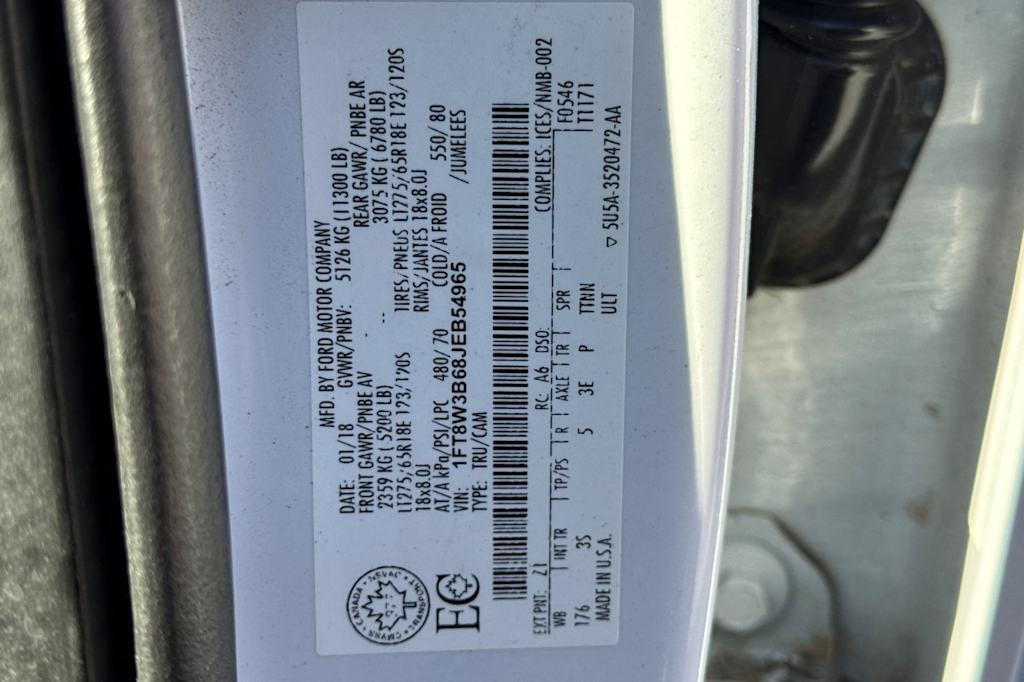 MFD. BY FORD MOTOR COMPANY
DATE: 01/18 GVWR/PNBV: 5126 KG (11300 LB)
FRONT GAWR/PNBE AV REAR GAWR/PNBE AR
2359 KG ( 5200 LB) -- 3075 KG ( 6780 LB)
LT275/65R18E 123/120S TIRES/PNEUS LT275/65R18E 123/120S
18x8.0J RIMS/JANTES 18x8.0J
AT/A kPa/PSI/LPC 480/70 COLD/A FROID 550/80
VIN: 1FT8W3B68JEB54965 /JUMELEES
TYPE: TRU/CAM
CANADA
TRANSPORT
EC
EXT PNT: Z1 RC: A6 DSO: COMPLIES: ICES/NMB-002
WB INT TR TP/PS R AXLE TR SPR F0546
176 3S 5 3E P TTNN T1171
MADE IN U.S.A. ULT ▽ 5U5A-3520472-AA